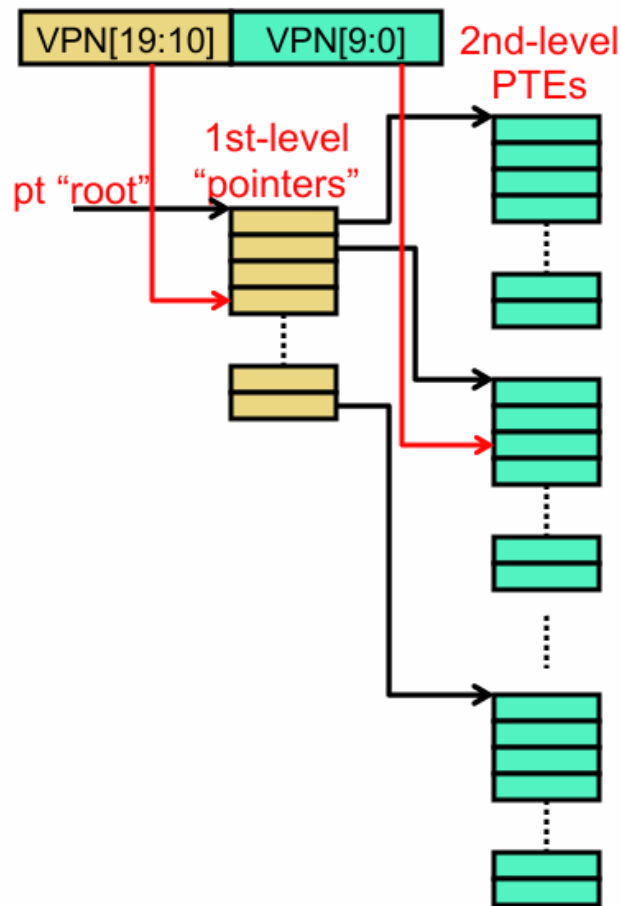 VPN[19:10] VPN[9:0]
2nd-level
PTEs
1st-level
pt “root” “pointers”